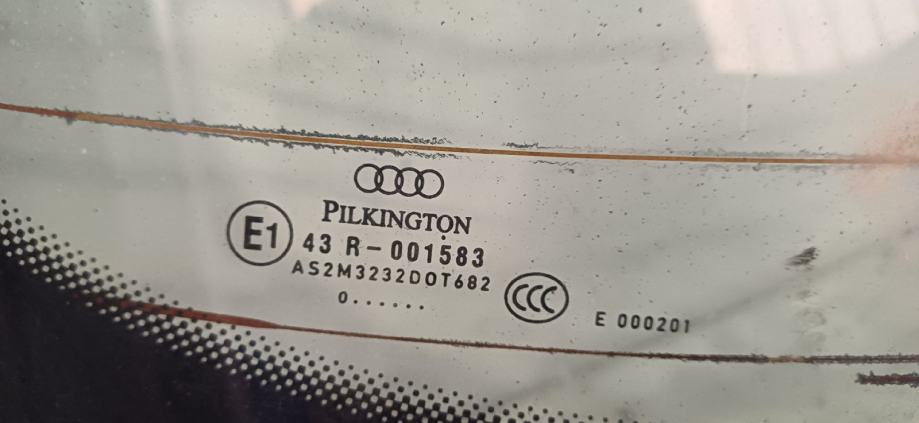 PILKINGTON
E1
43 R-001583
AS2M3232DOT682
0......
CCC
E 000201